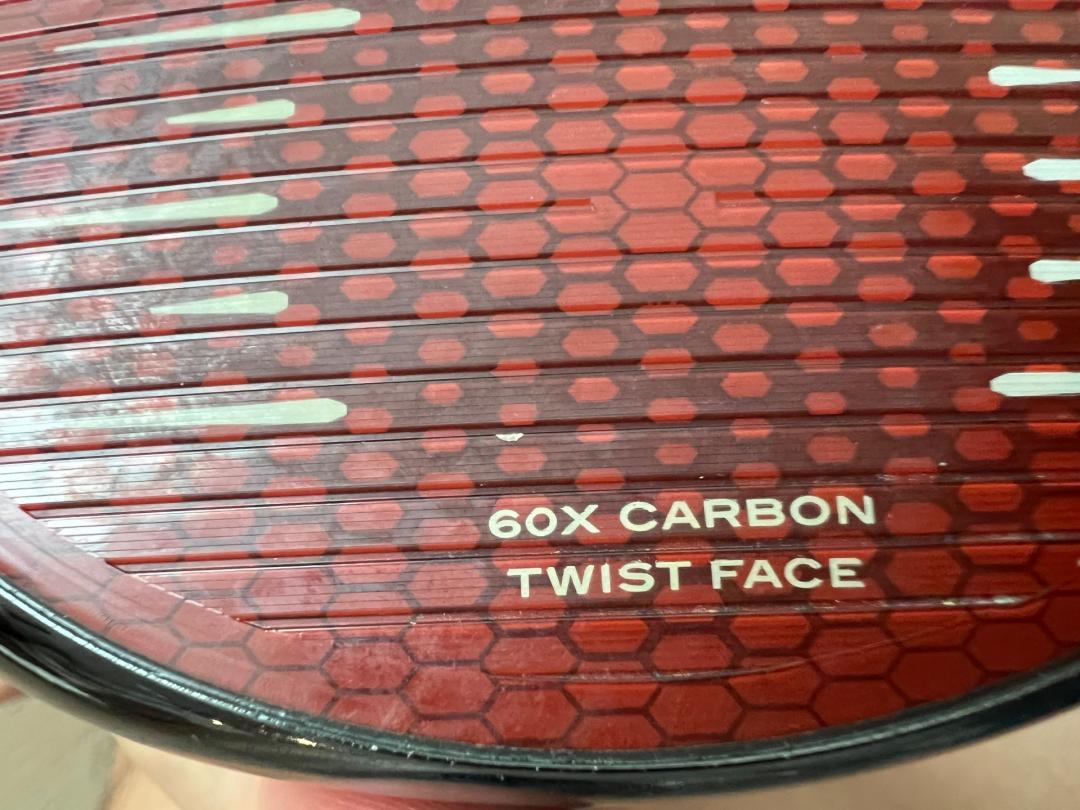 60X CARBON
TWIST FACE